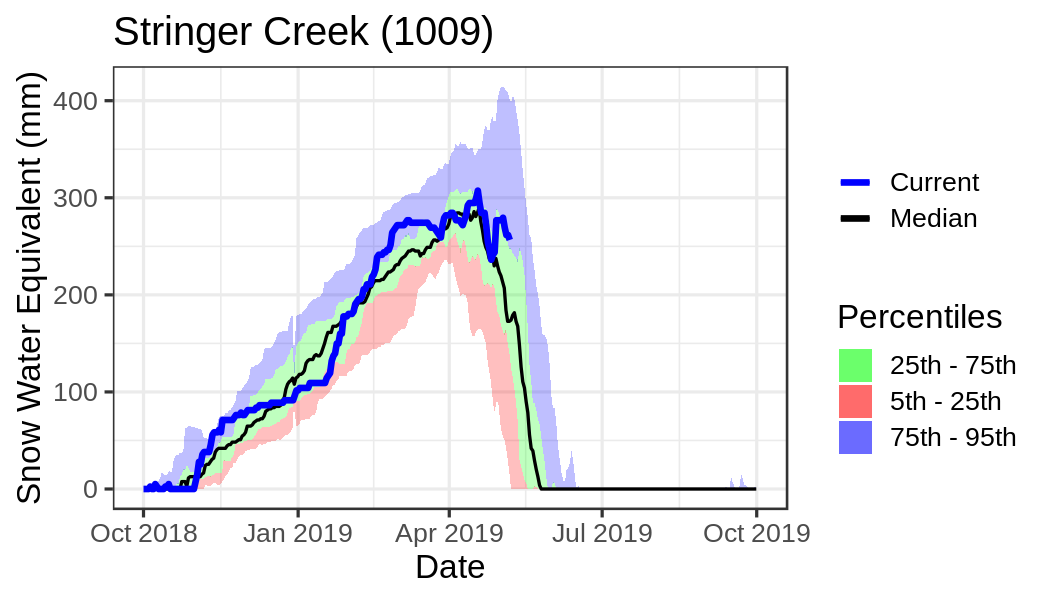 Stringer Creek (1009)
Snow Water Equivalent (mm)
400
300
200
100
0
Oct 2018
Jan 2019
Apr 2019
Jul 2019
Oct 2019
Date
Current
Median
Percentiles
25th - 75th
5th - 25th
75th - 95th